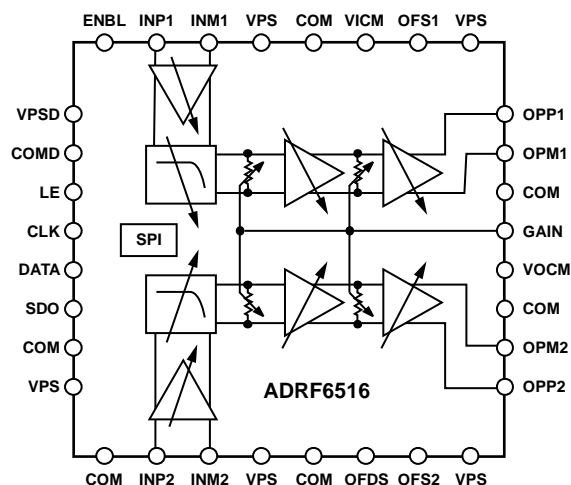 ENBL INP1 INM1 VPS COM VICM OFS1 VPS
VPSD
OPP1
COMD
OPM1
LE
COM
CLK
SPI
GAIN
DATA
VOCM
SDO
COM
COM
OPM2
VPS
ADRF6516
OPP2
COM INP2 INM2 VPS COM OFDS OFS2 VPS